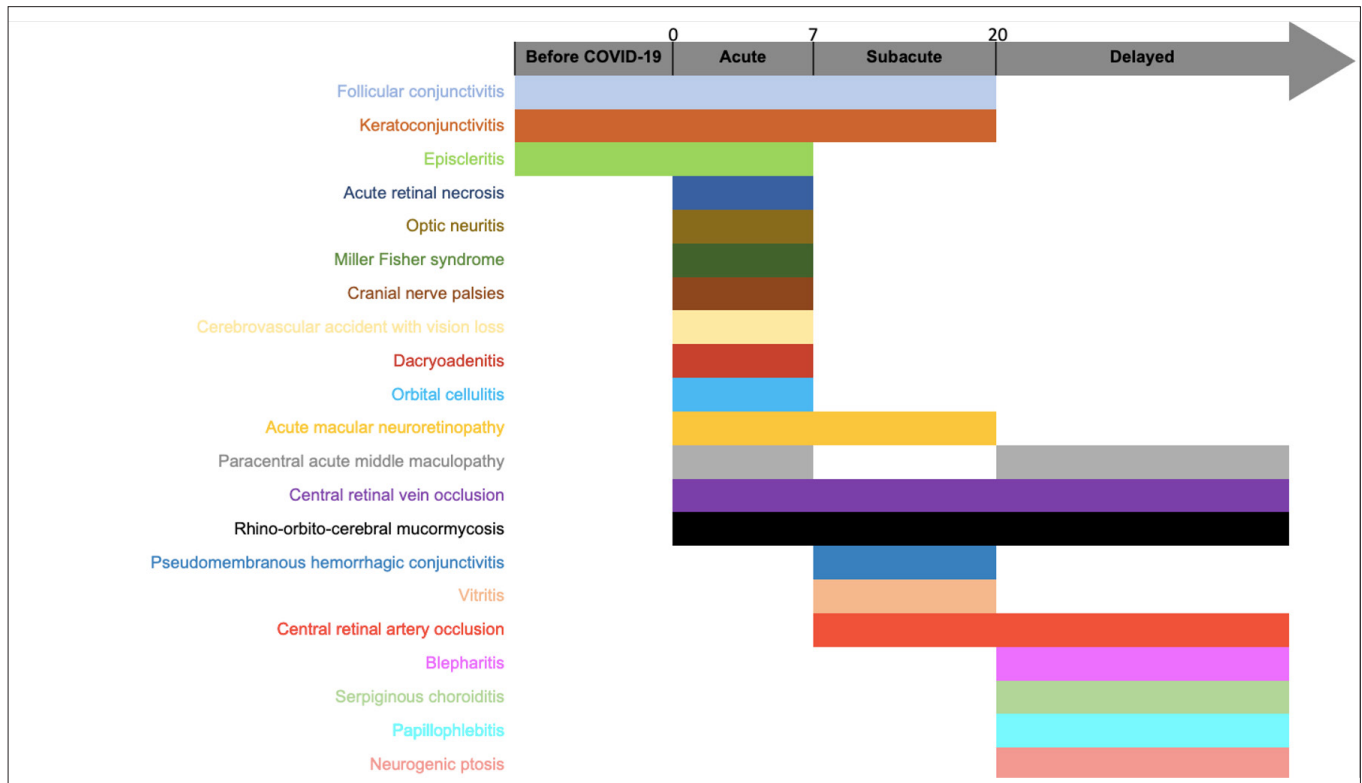 0 7 20
Before COVID-19 Acute Subacute Delayed
Follicular conjunctivitis
Keratoconjunctivitis
Episcleritis
Acute retinal necrosis
Optic neuritis
Miller Fisher syndrome
Cranial nerve palsies
Cerebrovascular accident with vision loss
Dacryoadenitis
Orbital cellulitis
Acute macular neuroretinopathy
Paracentral acute middle maculopathy
Central retinal vein occlusion
Rhino-orbito-cerebral mucormycosis
Pseudomembranous hemorrhagic conjunctivitis
Vitritis
Central retinal artery occlusion
Blepharitis
Serpiginous choroiditis
Papillophlebitis
Neurogenic ptosis